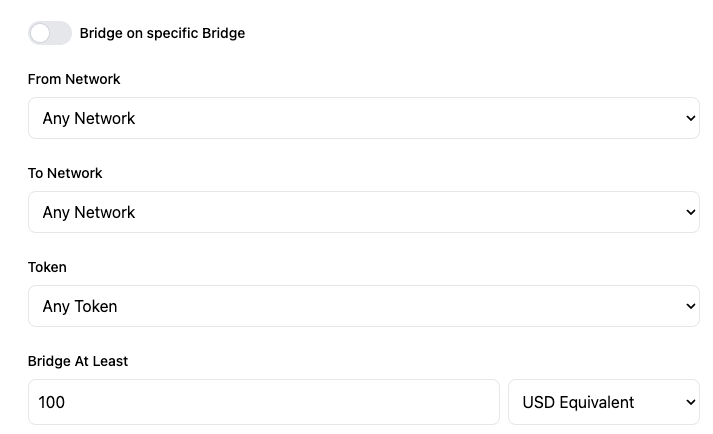 Bridge on specific Bridge
From Network
Any Network
To Network
Any Network
Token
Any Token
Bridge At Least
100 USD Equivalent